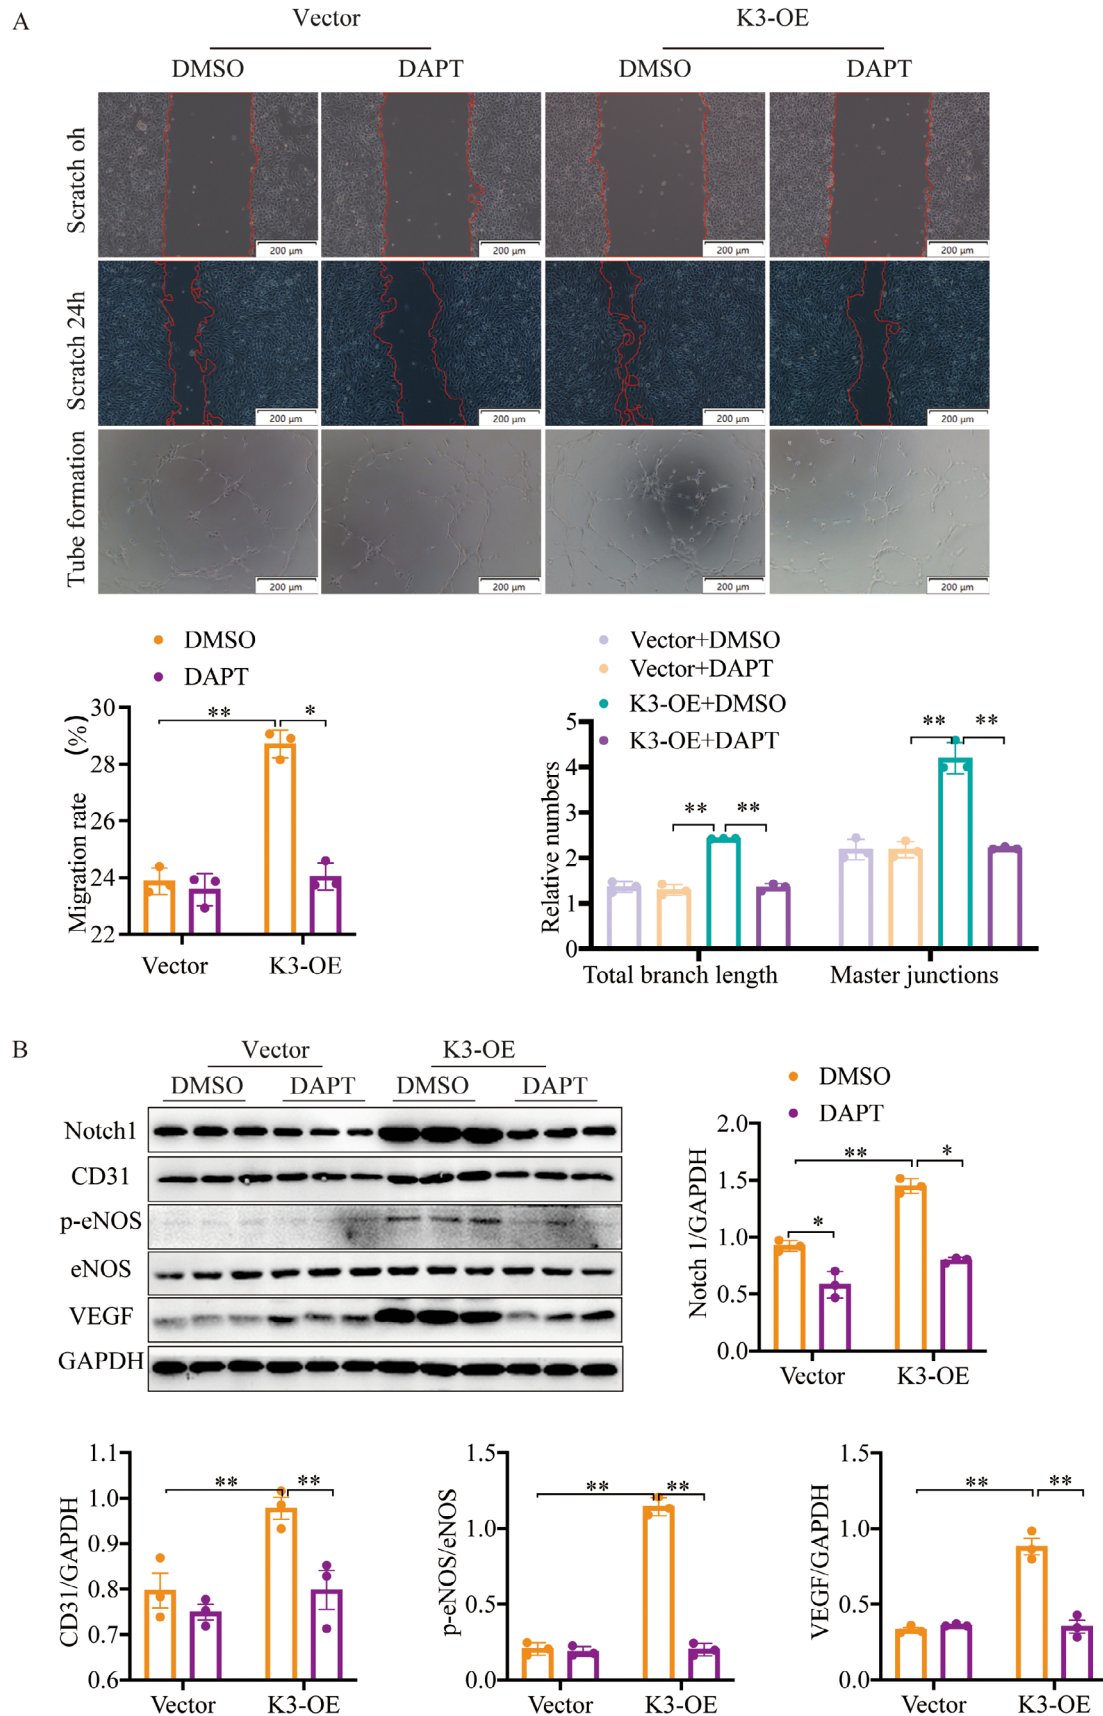 A
Vector K3-OE
DMSO DAPT DMSO DAPT
Scratch oh
200 μm 200 μm 200 μm 200 μm
Scratch 24h
200 μm 200 μm 200 μm 200 μm
Tube formation
200 μm 200 μm 200 μm 200 μm
DMSO
DAPT
Migration rate (%)
30
28
26
24
22
** *
Vector K3-OE
Vector+DMSO
Vector+DAPT
K3-OE+DMSO
K3-OE+DAPT
Relative numbers
5
4
3
2
1
0
** ** ** **
Total branch length Master junctions
B
Vector K3-OE
DMSO DAPT DMSO DAPT
Notch1
CD31
p-eNOS
eNOS
VEGF
GAPDH
DMSO
DAPT
Notch 1/GAPDH
2.0
1.5
1.0
0.5
0.0
** * *
Vector K3-OE
CD31/GAPDH
1.1
1.0
0.9
0.8
0.7
0.6
** **
Vector K3-OE
p-eNOS/eNOS
1.5
1.0
0.5
0.0
** **
Vector K3-OE
VEGF/GAPDH
1.5
1.0
0.5
0.0
** **
Vector K3-OE